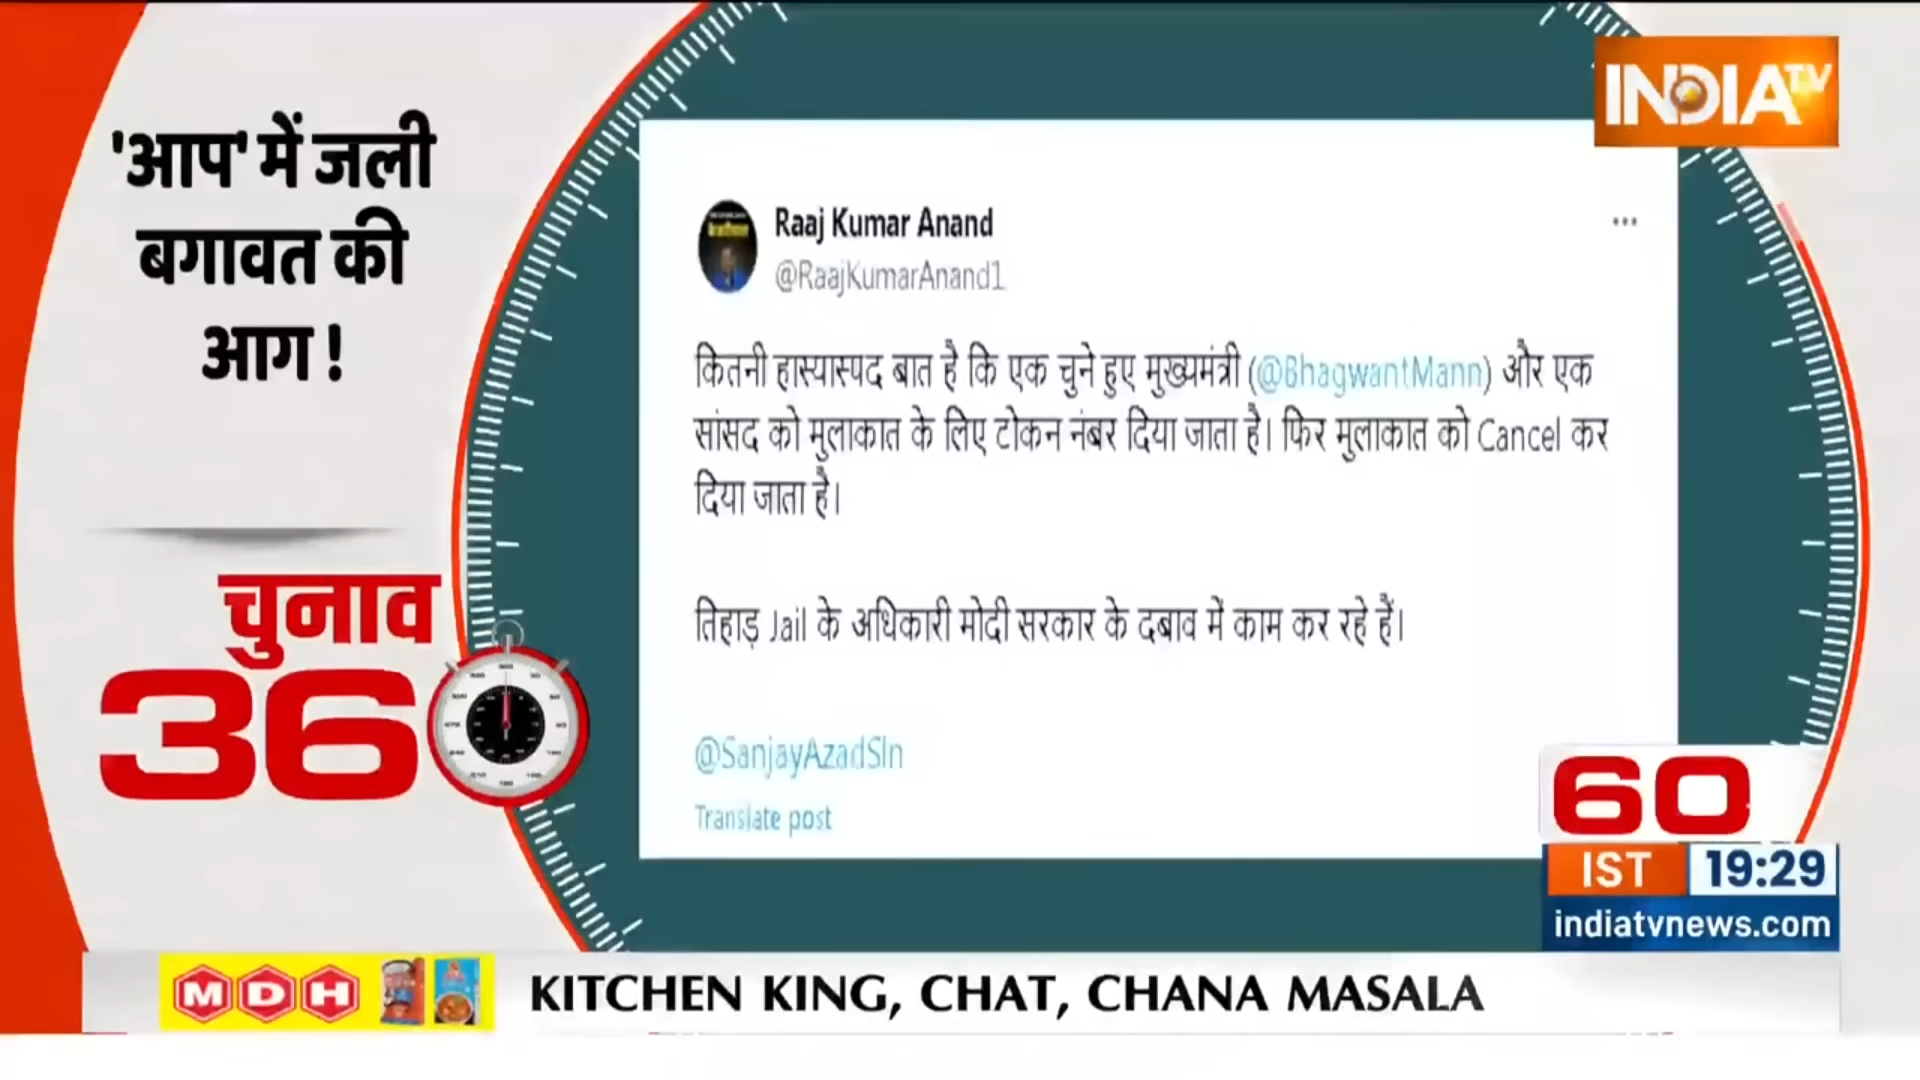 'आप' में जली
बगावत की
आग !
चुनाव
36
INDIA TV
Raaj Kumar Anand
@RaajKumarAnand1
कितनी हास्यास्पद बात है कि एक चुने हुए मुख्यमंत्री (@BhagwantMann) और एक
सांसद को मुलाकात के लिए टोकन नंबर दिया जाता है। फिर मुलाकात को Cancel कर
दिया जाता है।
तिहाड़ Jail के अधिकारी मोदी सरकार के दबाव में काम कर रहे हैं।
@SanjayAzadSln
Translate post
60
IST 19:29
indiatvnews.com
MDH KITCHEN KING, CHAT, CHANA MASALA